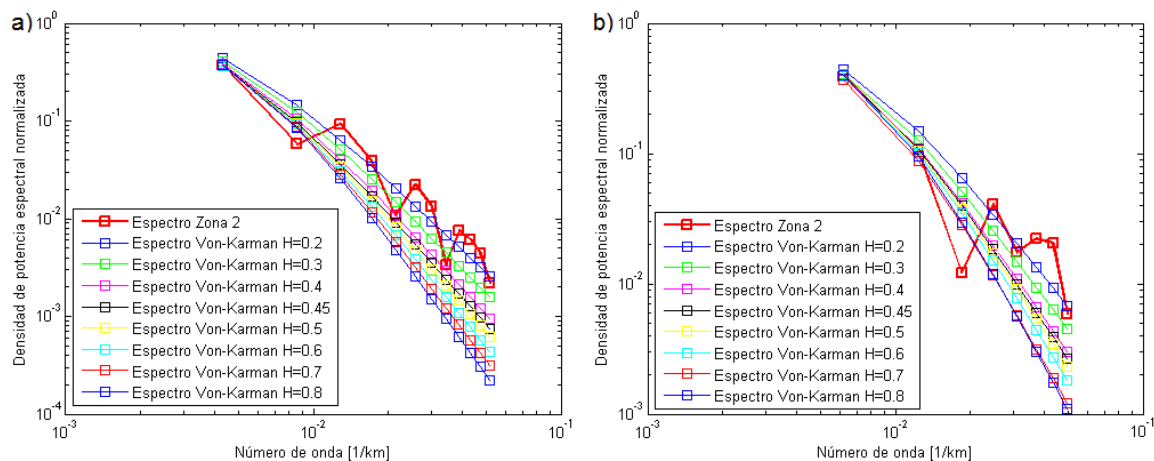 a)
10^0
10^-1
10^-2
10^-3
10^-4
Densidad de potencia espectral normalizada
Espectro Zona 2
Espectro Von-Karman H=0.2
Espectro Von-Karman H=0.3
Espectro Von-Karman H=0.4
Espectro Von-Karman H=0.45
Espectro Von-Karman H=0.5
Espectro Von-Karman H=0.6
Espectro Von-Karman H=0.7
Espectro Von-Karman H=0.8
10^-3
10^-2
10^-1
Número de onda [1/km]
b)
10^0
10^-1
10^-2
10^-3
Densidad de potencia espectral normalizada
Espectro Zona 2
Espectro Von-Karman H=0.2
Espectro Von-Karman H=0.3
Espectro Von-Karman H=0.4
Espectro Von-Karman H=0.45
Espectro Von-Karman H=0.5
Espectro Von-Karman H=0.6
Espectro Von-Karman H=0.7
Espectro Von-Karman H=0.8
10^-3
10^-2
10^-1
Número de onda [1/km]